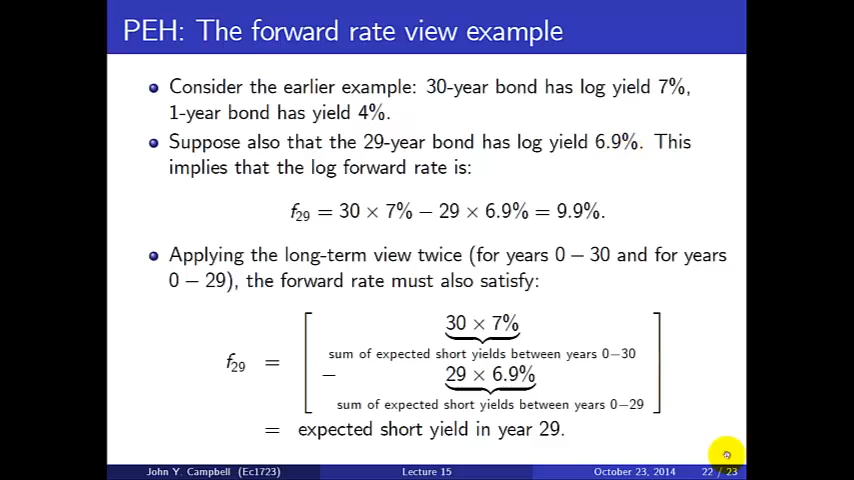 PEH: The forward rate view example
Consider the earlier example: 30-year bond has log yield 7%,
1-year bond has yield 4%.
Suppose also that the 29-year bond has log yield 6.9%. This
implies that the log forward rate is:
f29 = 30 × 7% − 29 × 6.9% = 9.9%.
Applying the long-term view twice (for years 0 − 30 and for years
0 − 29), the forward rate must also satisfy:
30 × 7%
sum of expected short yields between years 0−30
f29 =
− 29 × 6.9%
sum of expected short yields between years 0−29
= expected short yield in year 29.
John Y. Campbell (Ec1723) Lecture 15 October 23, 2014 22 / 23